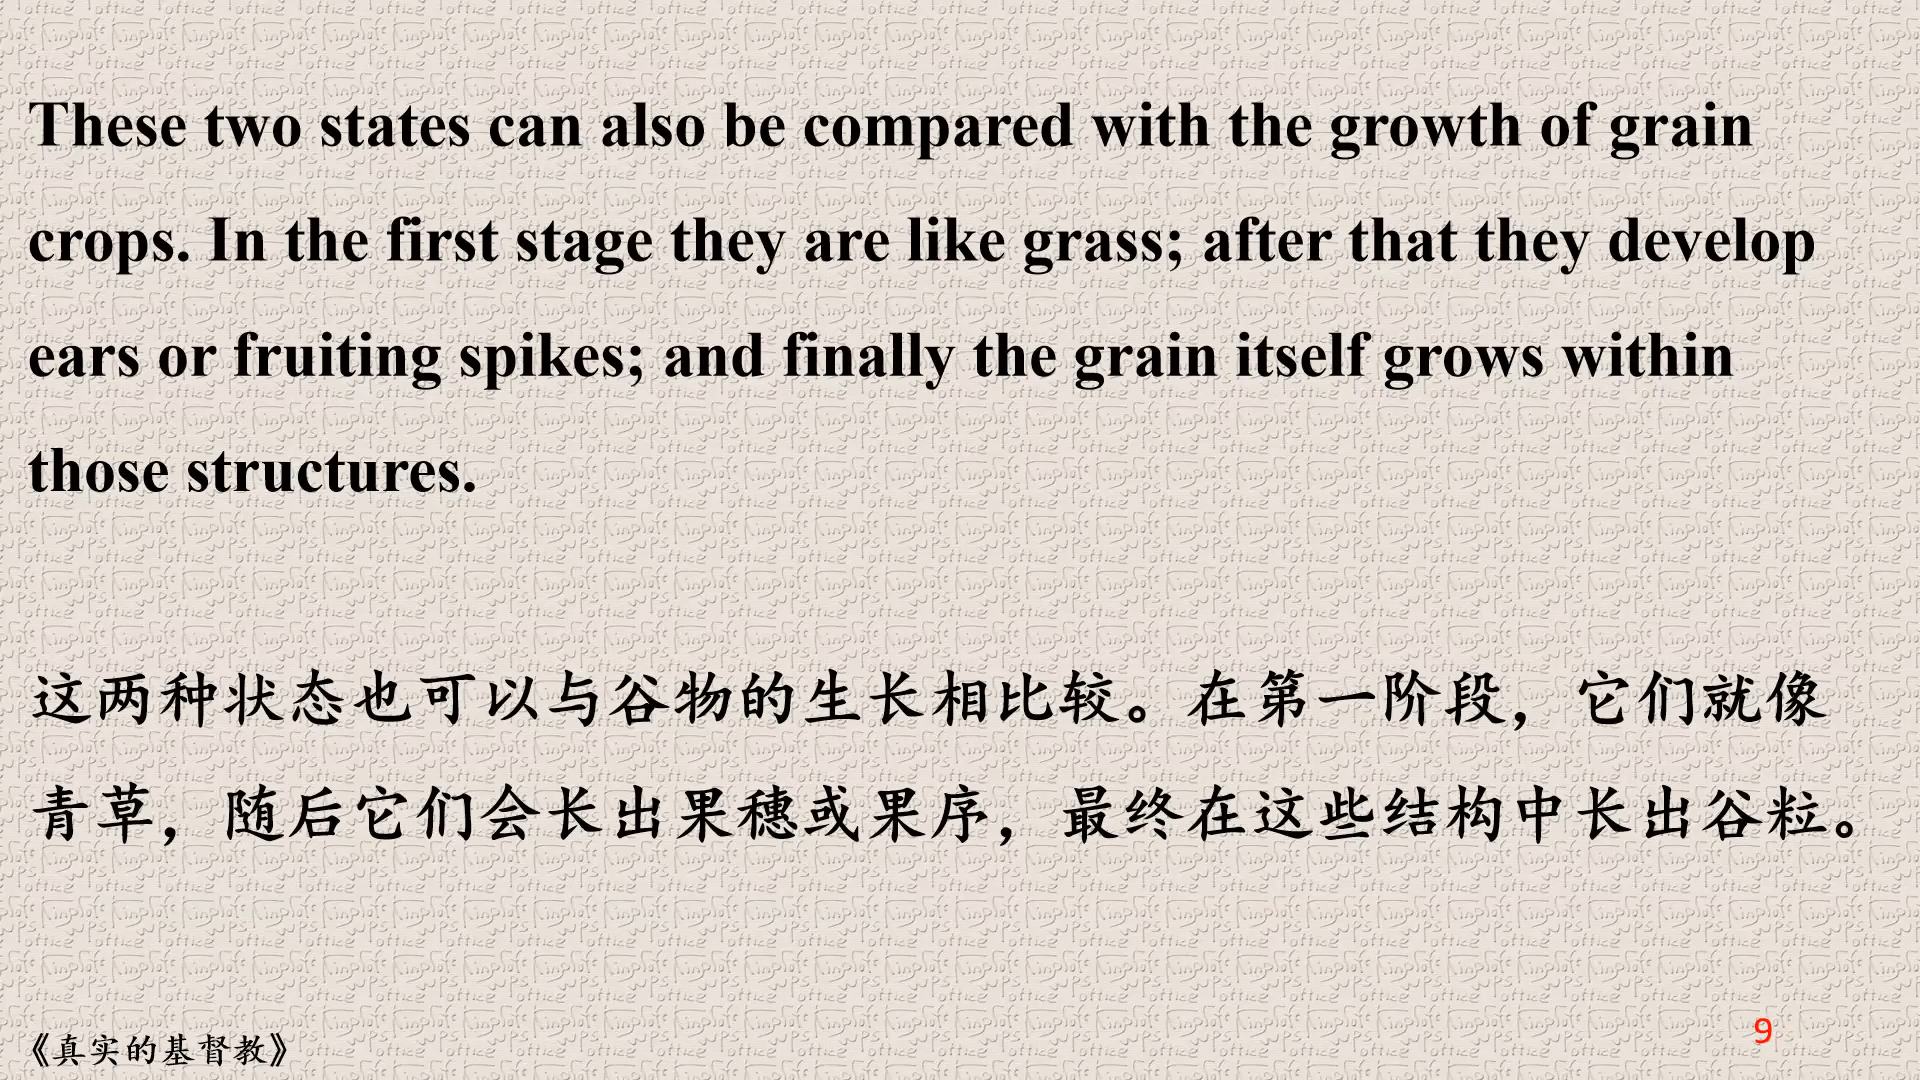 These two states can also be compared with the growth of grain
crops. In the first stage they are like grass; after that they develop
ears or fruiting spikes; and finally the grain itself grows within
those structures.
这两种状态也可以与谷物的生长相比较。在第一阶段，它们就像
青草，随后它们会长出果穗或果序，最终在这些结构中长出谷粒。
《真实的基督教》
9